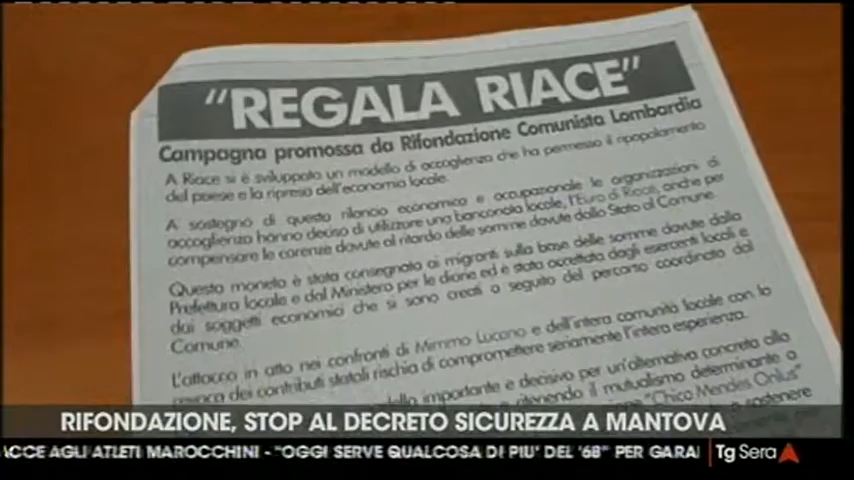 "REGALA RIACE"
Campagna promossa da Rifondazione Comunista Lombardia
A Riace si è sviluppato un modello di accoglienza che ha permesso il ripopolamento
del paese e la ripresa dell'economia locale.
A sostegno di questo rilancio economico e occupazionale le organizzazioni di
accoglienza hanno deciso di utilizzare una banconota locale, l'Euro di Riace, anche per
compensare le carenze dovute al ritardo delle somme dovute dallo Stato al Comune.
Questa moneta è stata consegnata ai migranti sulla base delle somme dovute dalla
Prefettura locale e dal Ministero per le diarie ed è stata accettata dagli esercenti locali e
dai soggetti economici che si sono creati a seguito del percorso coordinato dal
Comune.
L'attacco in atto nei confronti di Mimmo Lucano e dell'intera comunità locale con la
revoca dei contributi statali rischia di compromettere seriamente l'intera esperienza.
importante e decisivo per un'alternativa concreta alla
ritenendo il mutualismo determinante a
"Chico Mendes Onlus"
sostenere
RIFONDAZIONE, STOP AL DECRETO SICUREZZA A MANTOVA
ACCE AGLI ATLETI MAROCCHINI - "OGGI SERVE QUALCOSA DI PIU' DEL '68" PER GARA
Tg Sera